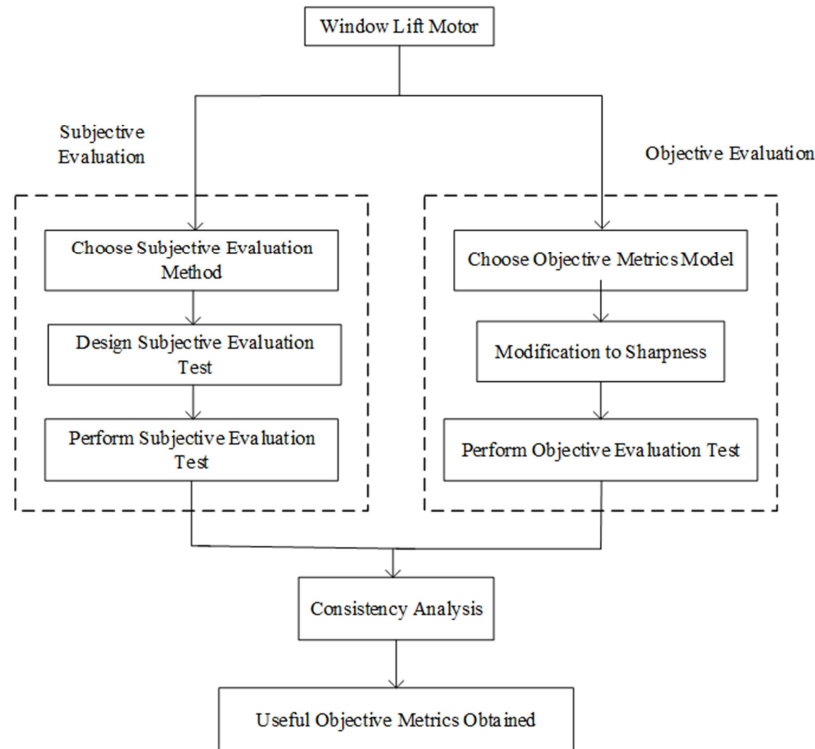 Window Lift Motor
Subjective
Evaluation
Objective Evaluation
Choose Subjective Evaluation
Method
Design Subjective Evaluation
Test
Perform Subjective Evaluation
Test
Choose Objective Metrics Model
Modification to Sharpness
Perform Objective Evaluation Test
Consistency Analysis
Useful Objective Metrics Obtained